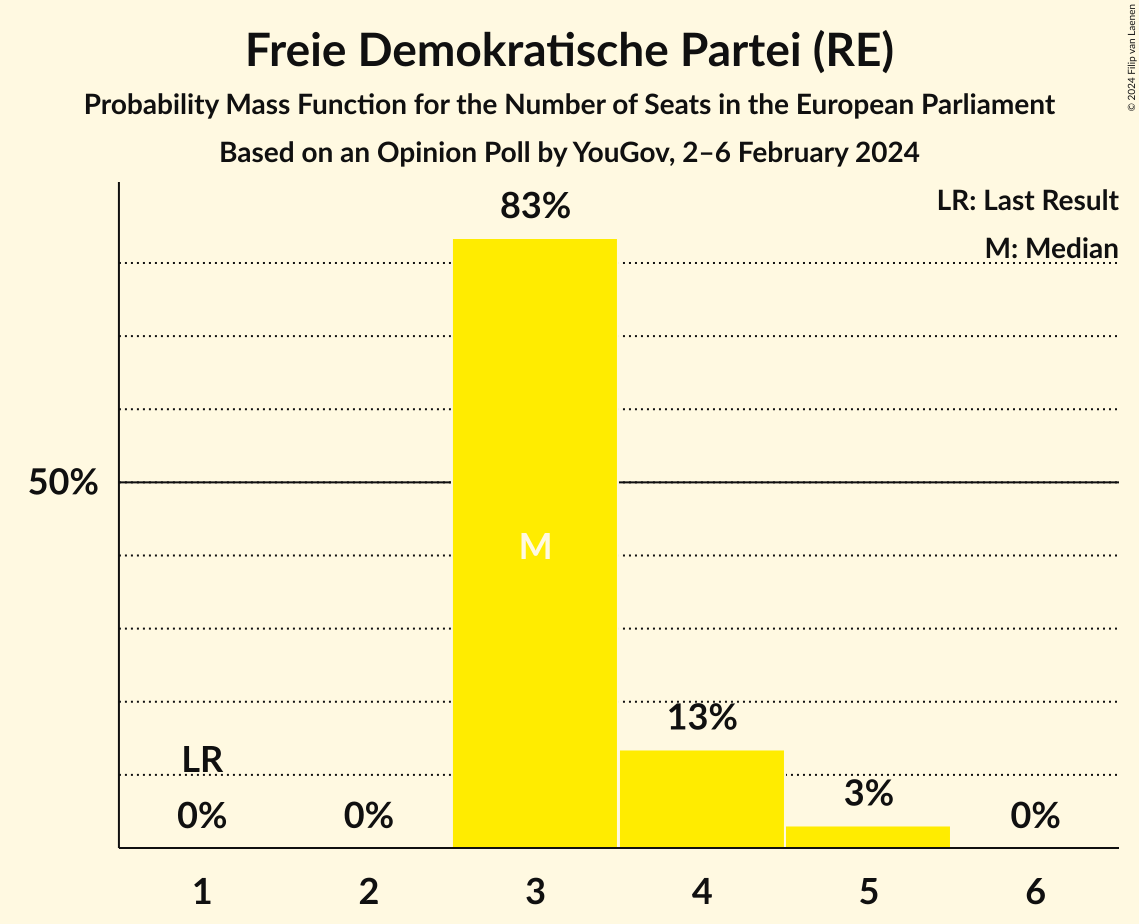 Freie Demokratische Partei (RE)
Probability Mass Function for the Number of Seats in the European Parliament
Based on an Opinion Poll by YouGov, 2–6 February 2024
© 2024 Filip van Laenen
LR: Last Result
M: Median
83%
50%
M
13%
LR
3%
0%
0%
0%
1
2
3
4
5
6